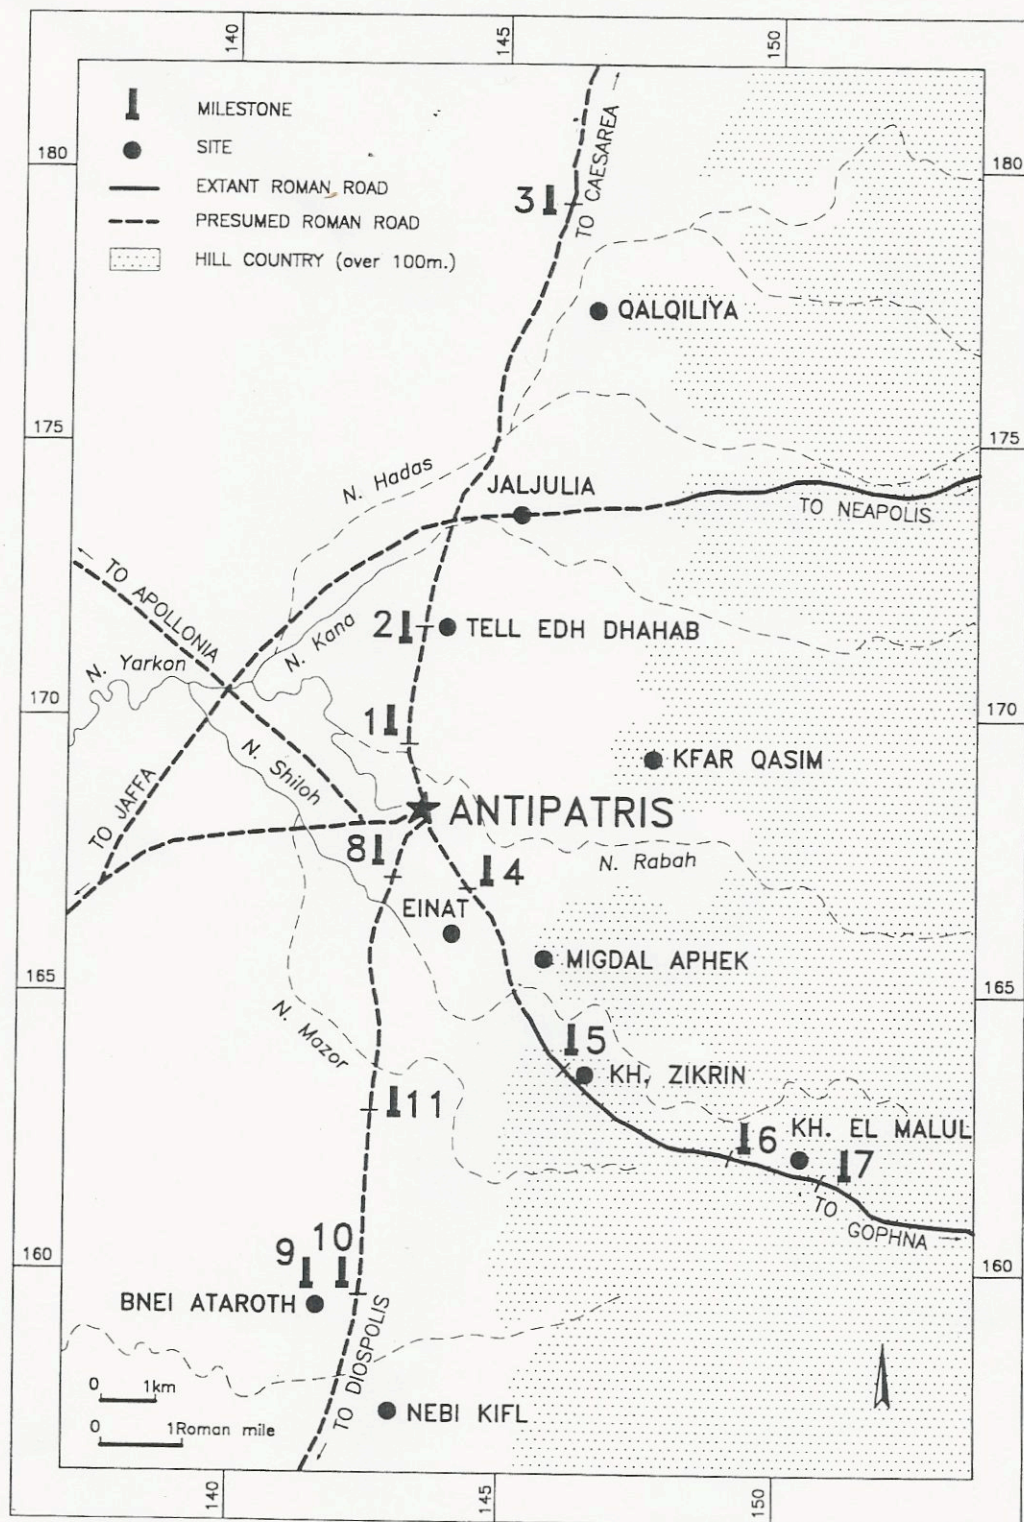 140
145
150
MILESTONE
SITE
EXTANT ROMAN ROAD
PRESUMED ROMAN ROAD
HILL COUNTRY (over 100m.)
180
180
3
TO CAESAREA
QALQILIYA
175
175
N. Hadas
JALJULIA
TO NEAPOLIS
TO APOLLONIA
2
TELL EDH DHAHAB
N. Kana
N. Yarkon
170
170
1
N. Shiloh
KFAR QASIM
TO JAFFA
ANTIPATRIS
8
4
N. Rabah
EINAT
MIGDAL APHEK
165
165
N. Mazor
5
KH. ZIKRIN
11
6
KH. EL MALUL
7
TO GOPHNA
160
160
9
10
BNEI ATAROTH
TO DIOSPOLIS
0 1km
0 1Roman mile
NEBI KIFL
140
145
150